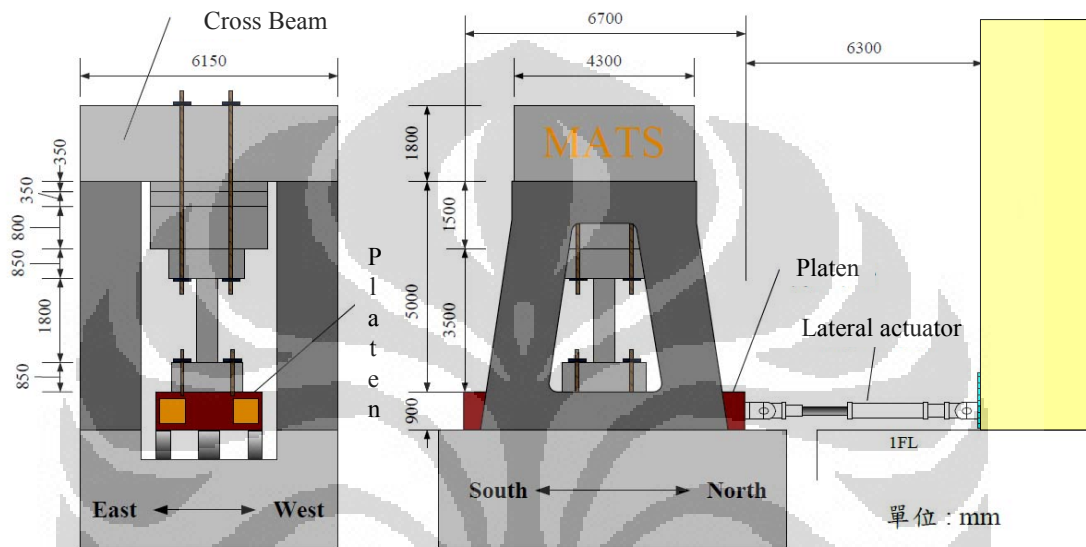 Cross Beam
6150
350
350
800
850
1800
850
P
l
a
t
e
n
East
West
6700
4300
6300
1800
MATS
1500
5000
3500
900
Platen
Lateral actuator
1FL
South
North
單位 : mm